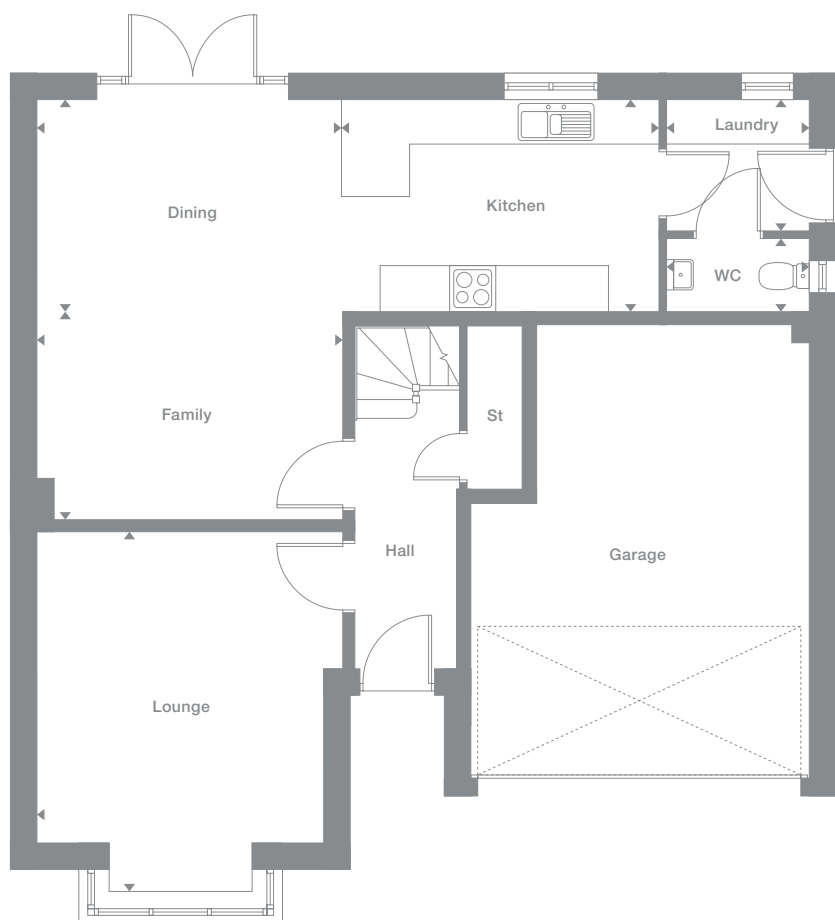 Laundry
Dining
Kitchen
WC
Family
St
Hall
Garage
Lounge